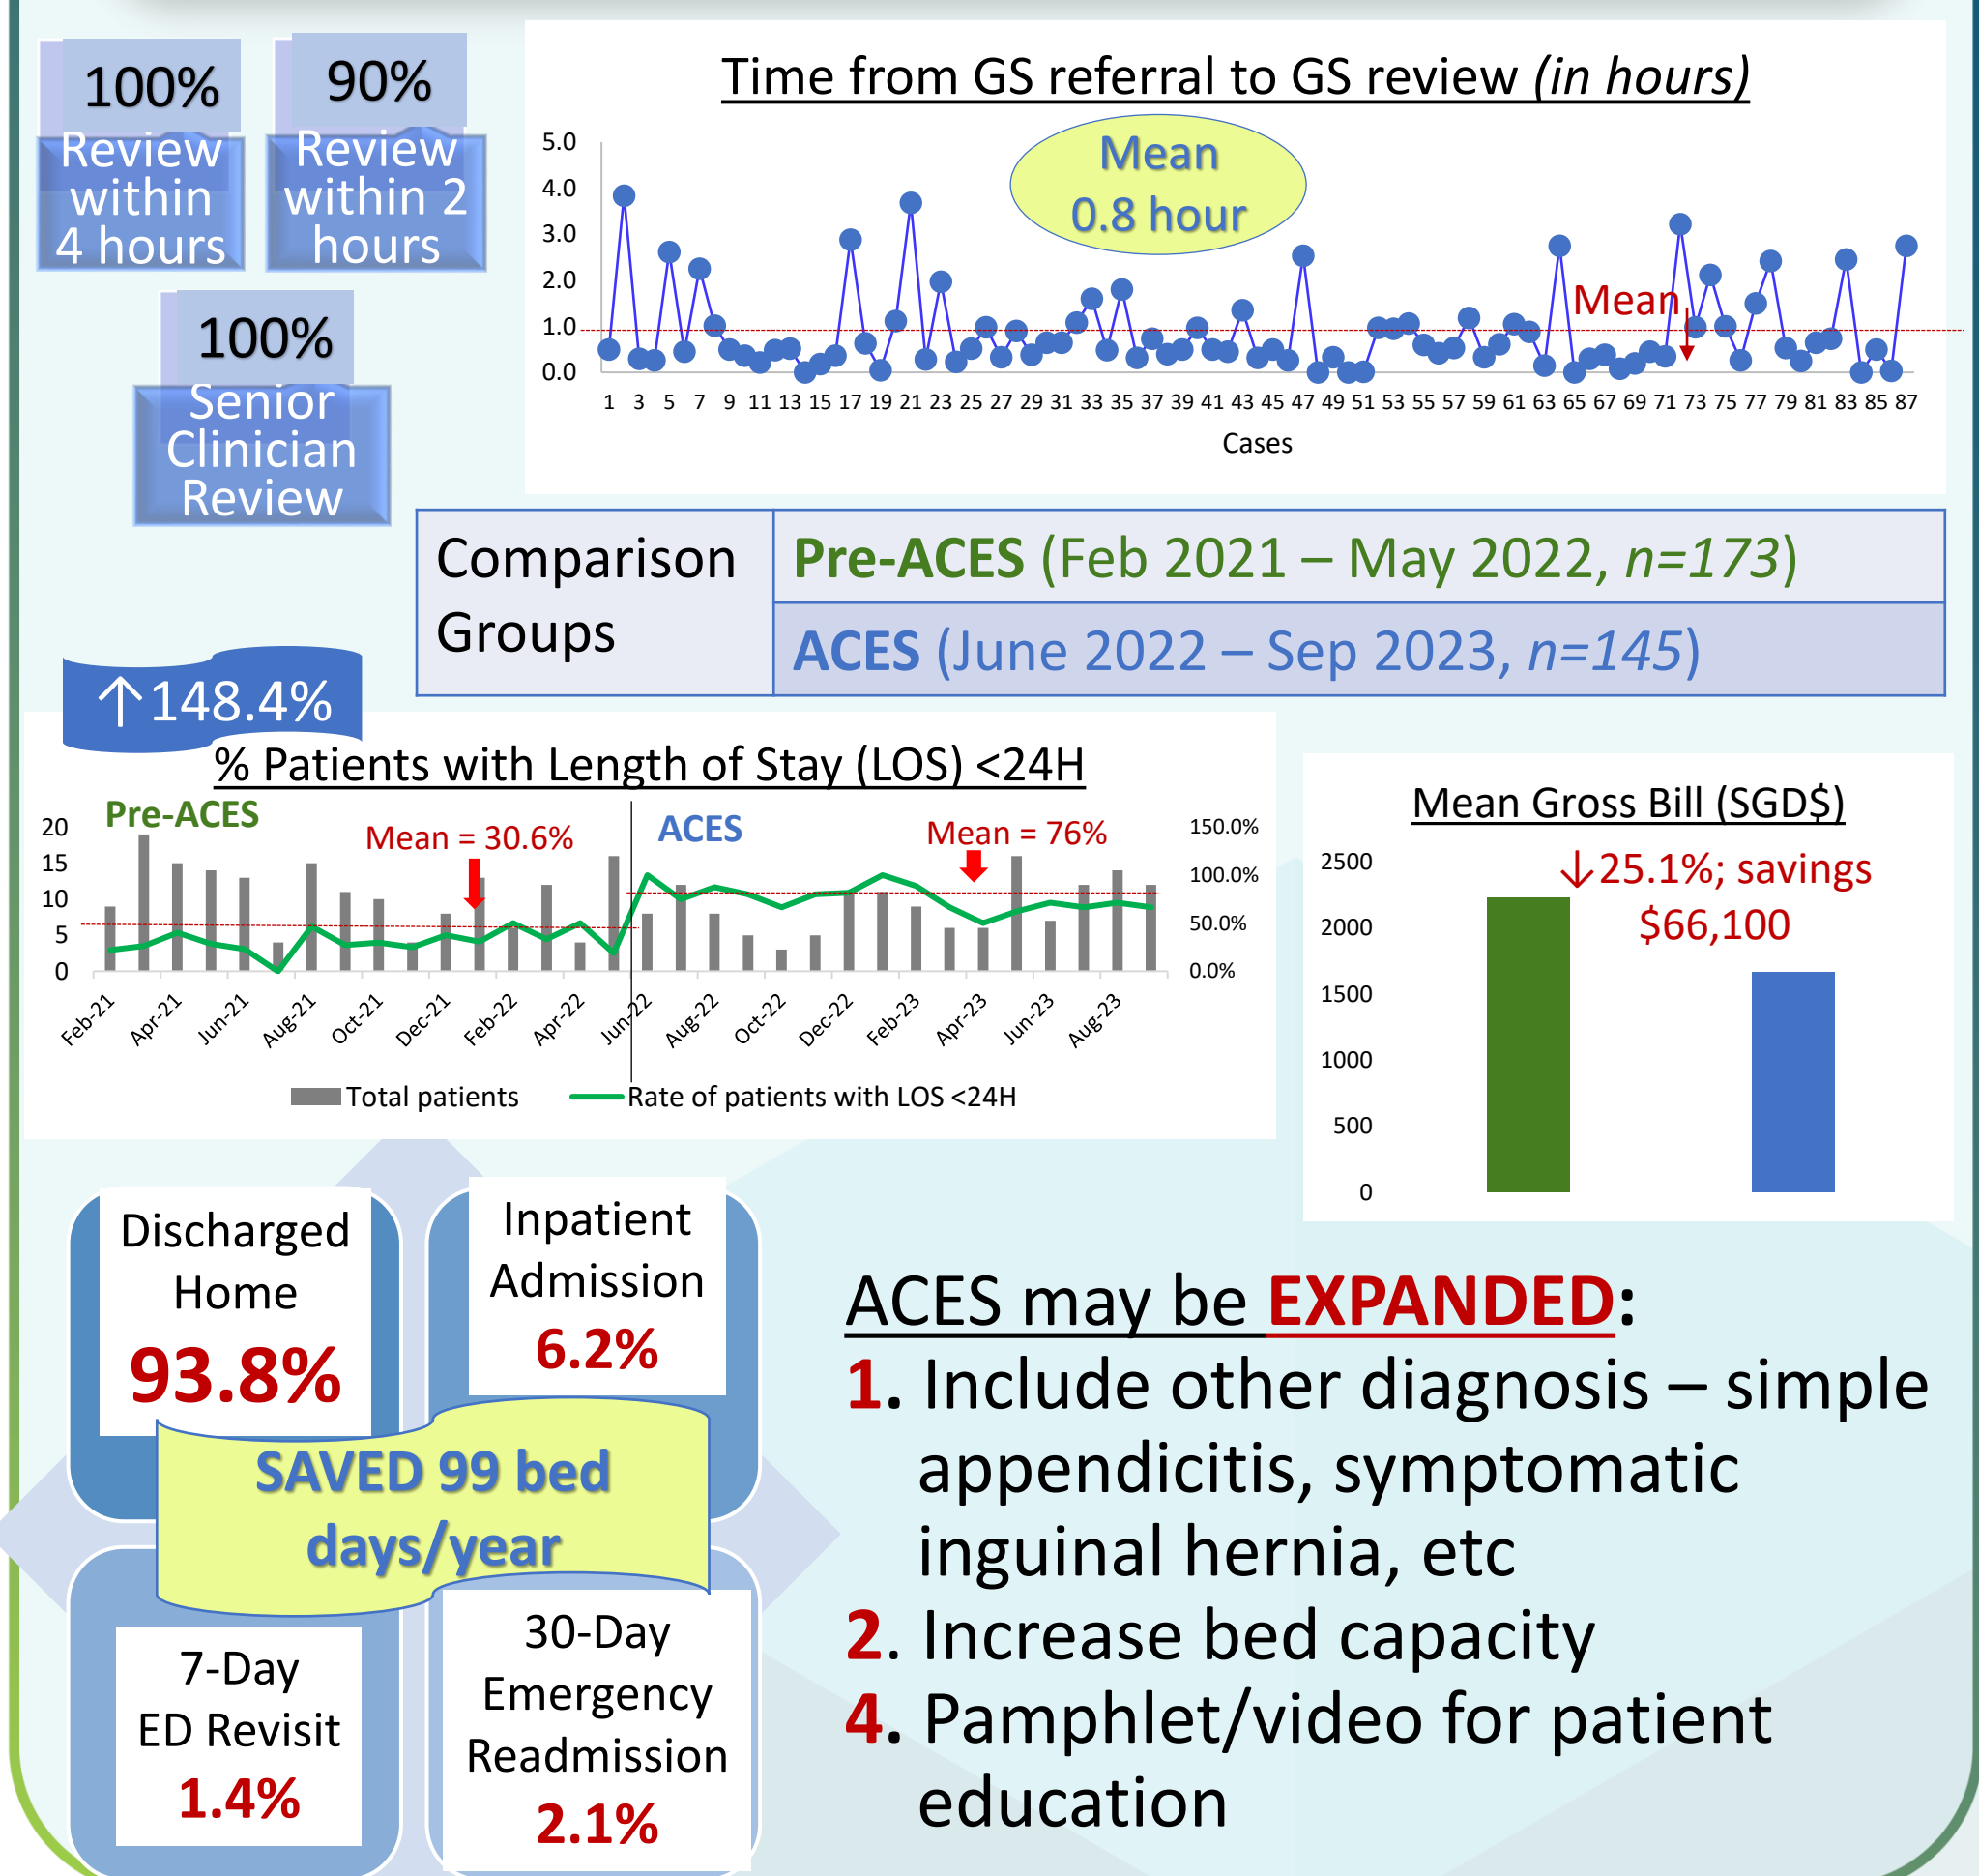 100%
Review
within
4 hours
90%
Review
within 2
hours
100%
Senior
Clinician
Review
Time from GS referral to GS review (in hours)
Mean
0.8 hour
5.0
4.0
3.0
2.0
1.0
0.0
Mean
1 3 5 7 9 11 13 15 17 19 21 23 25 27 29 31 33 35 37 39 41 43 45 47 49 51 53 55 57 59 61 63 65 67 69 71 73 75 77 79 81 83 85 87
Cases
Comparison
Groups
Pre-ACES (Feb 2021 – May 2022, n=173)
ACES (June 2022 – Sep 2023, n=145)
↑148.4%
% Patients with Length of Stay (LOS) <24H
Pre-ACES
Mean = 30.6%
ACES
Mean = 76%
20
15
10
5
0
150.0%
100.0%
50.0%
0.0%
Feb-21 Apr-21 Jun-21 Aug-21 Oct-21 Dec-21 Feb-22 Apr-22 Jun-22 Aug-22 Oct-22 Dec-22 Feb-23 Apr-23 Jun-23 Aug-23
Total patients Rate of patients with LOS <24H
Mean Gross Bill (SGD$)
↓25.1%; savings
$66,100
2500
2000
1500
1000
500
0
Discharged
Home
93.8%
Inpatient
Admission
6.2%
SAVED 99 bed
days/year
7-Day
ED Revisit
1.4%
30-Day
Emergency
Readmission
2.1%
ACES may be EXPANDED:
1. Include other diagnosis – simple
appendicitis, symptomatic
inguinal hernia, etc
2. Increase bed capacity
4. Pamphlet/video for patient
education